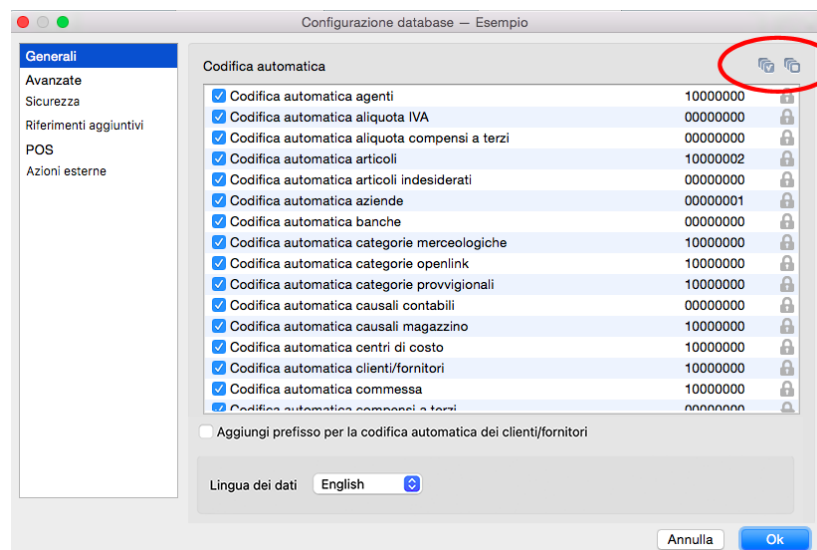 Configurazione database — Esempio
Generali
Avanzate
Sicurezza
Riferimenti aggiuntivi
POS
Azioni esterne
Codifica automatica
Codifica automatica agenti 10000000
Codifica automatica aliquota IVA 00000000
Codifica automatica aliquota compensi a terzi 00000000
Codifica automatica articoli 10000002
Codifica automatica articoli indesiderati 00000000
Codifica automatica aziende 00000001
Codifica automatica banche 00000000
Codifica automatica categorie merceologiche 10000000
Codifica automatica categorie openlink 10000000
Codifica automatica categorie provvigionali 10000000
Codifica automatica causali contabili 00000000
Codifica automatica causali magazzino 10000000
Codifica automatica centri di costo 10000000
Codifica automatica clienti/fornitori 10000000
Codifica automatica commessa 10000000
Codifica automatica compensi a terzi 00000000
Aggiungi prefisso per la codifica automatica dei clienti/fornitori
Lingua dei dati English
Annulla Ok